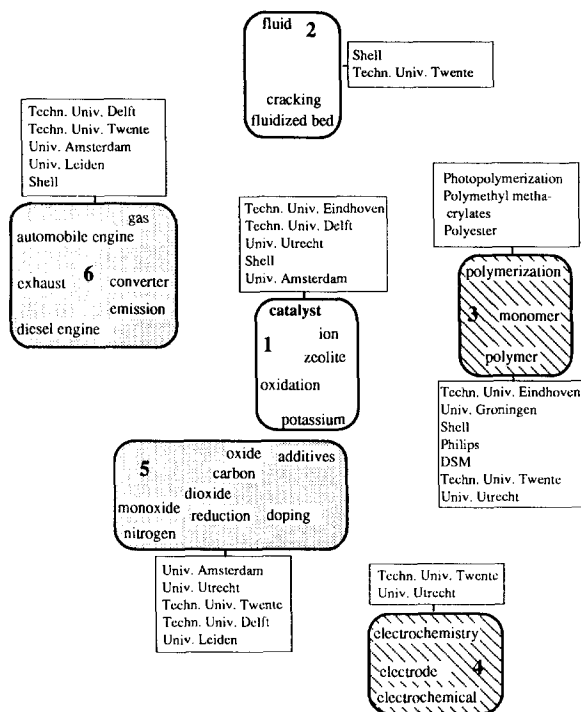 fluid 2
cracking
fluidized bed
Shell
Techn. Univ. Twente
Techn. Univ. Delft
Techn. Univ. Twente
Univ. Amsterdam
Univ. Leiden
Shell
gas
automobile engine
exhaust 6 converter
emission
diesel engine
Techn. Univ. Eindhoven
Techn. Univ. Delft
Univ. Utrecht
Shell
Univ. Amsterdam
catalyst
1 ion
zeolite
oxidation
potassium
Photopolymerization
Polymethyl metha-
crylates
Polyester
polymerization
3 monomer
polymer
Techn. Univ. Eindhoven
Univ. Groningen
Shell
Philips
DSM
Techn. Univ. Twente
Univ. Utrecht
5 oxide additives
carbon
dioxide
monoxide reduction doping
nitrogen
Univ. Amsterdam
Univ. Utrecht
Techn. Univ. Twente
Techn. Univ. Delft
Univ. Leiden
Techn. Univ. Twente
Univ. Utrecht
electrochemistry
electrode 4
electrochemical